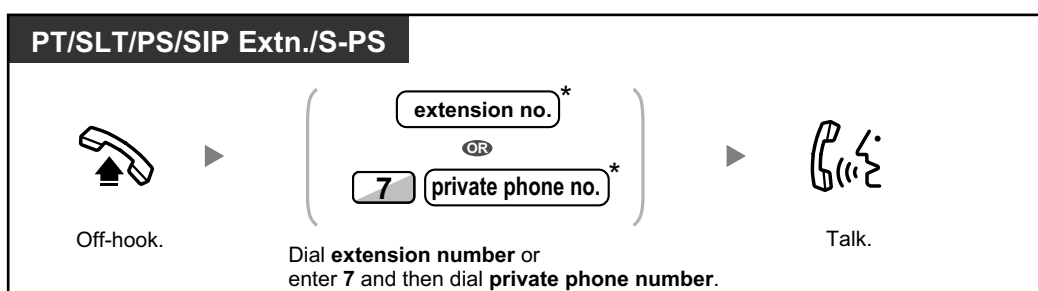 PT/SLT/PS/SIP Extn./S-PS
extension no.*
OR
7 private phone no.*
Off-hook.
Dial extension number or
enter 7 and then dial private phone number.
Talk.